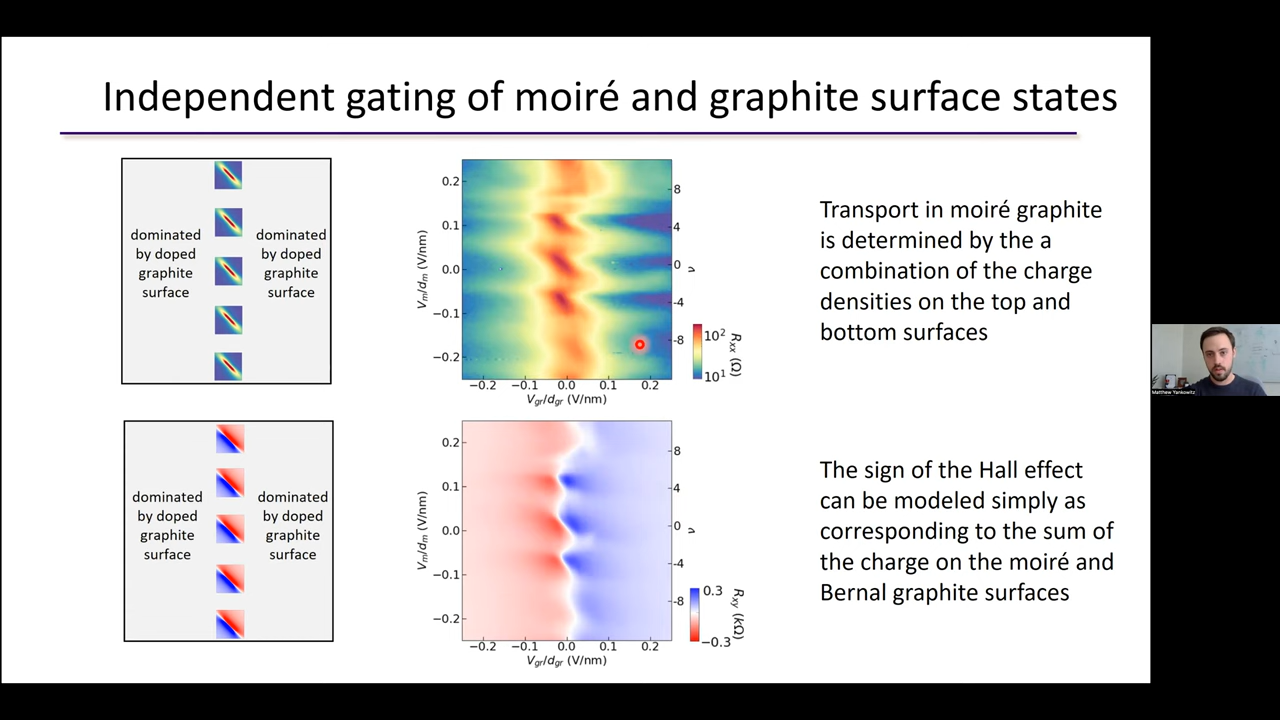 Independent gating of moiré and graphite surface states
dominated
by doped
graphite
surface
dominated
by doped
graphite
surface
0.2
0.1
0.0
−0.1
−0.2
V_m/d_m (V/nm)
−0.2 −0.1 0.0 0.1 0.2
V_gr/d_gr (V/nm)
8
4
0
-4
-8
ν
10²
10¹
R_xx (Ω)
Transport in moiré graphite
is determined by the a
combination of the charge
densities on the top and
bottom surfaces
dominated
by doped
graphite
surface
dominated
by doped
graphite
surface
0.2
0.1
0.0
−0.1
−0.2
V_m/d_m (V/nm)
−0.2 −0.1 0.0 0.1 0.2
V_gr/d_gr (V/nm)
8
4
0
-4
-8
ν
0.3
−0.3
R_xy (kΩ)
The sign of the Hall effect
can be modeled simply as
corresponding to the sum of
the charge on the moiré and
Bernal graphite surfaces
Matthew Yankowitz